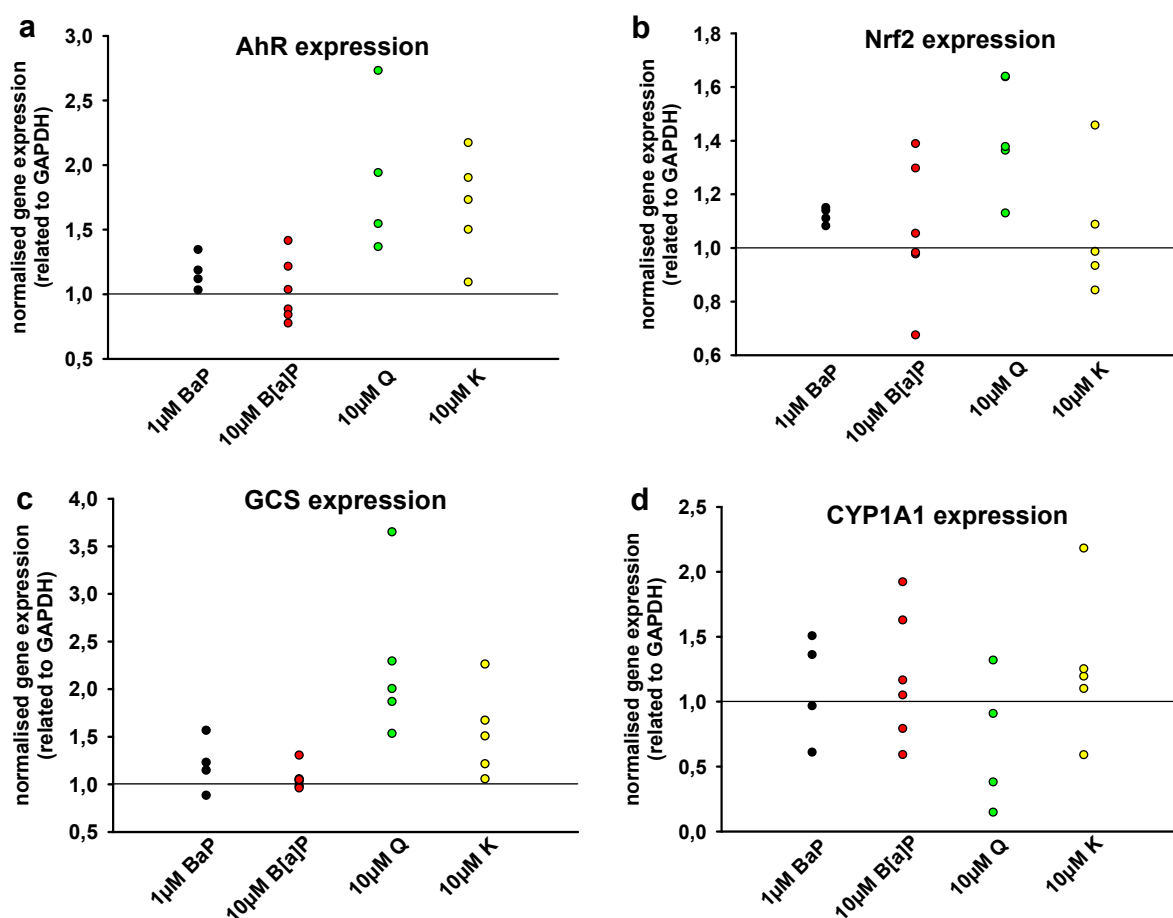 a
AhR expression
normalised gene expression
(related to GAPDH)
3,0
2,5
2,0
1,5
1,0
0,5
1µM BaP
10µM B[a]P
10µM Q
10µM K
b
Nrf2 expression
normalised gene expression
(related to GAPDH)
1,8
1,6
1,4
1,2
1,0
0,8
0,6
1µM BaP
10µM B[a]P
10µM Q
10µM K
c
GCS expression
normalised gene expression
(related to GAPDH)
4,0
3,5
3,0
2,5
2,0
1,5
1,0
0,5
1µM BaP
10µM B[a]P
10µM Q
10µM K
d
CYP1A1 expression
normalised gene expression
(related to GAPDH)
2,5
2,0
1,5
1,0
0,5
0,0
1µM BaP
10µM B[a]P
10µM Q
10µM K